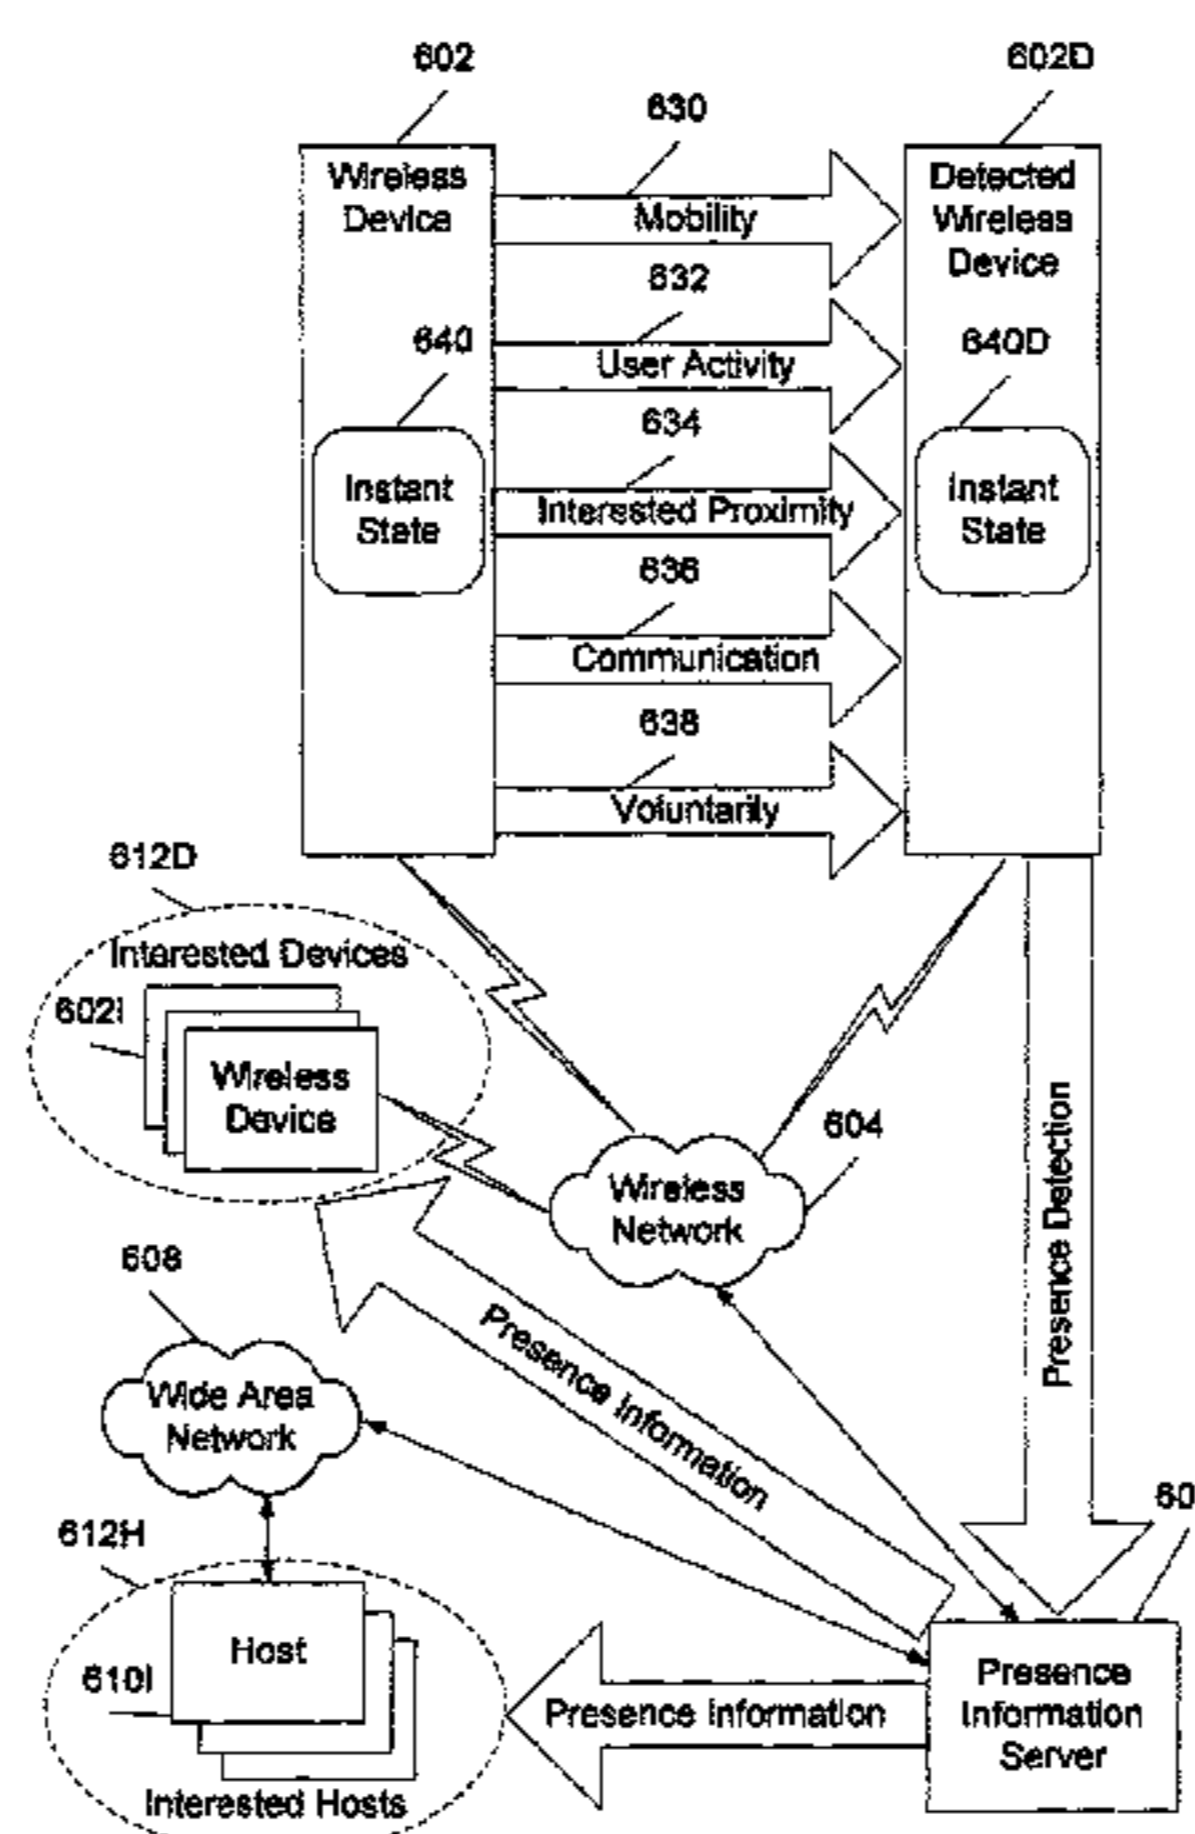 602
602D
630
Wireless
Device
Mobility
Detected
Wireless
Device
632
640
User Activity
640D
634
Instant
State
Interested Proximity
Instant
State
636
Communication
638
Voluntarily
612D
Interested Devices
602I
Wireless
Device
604
Wireless
Network
Presence Detection
608
Presence Information
Wide Area
Network
60
612H
Host
610I
Presence Information
Presence
Information
Server
Interested Hosts